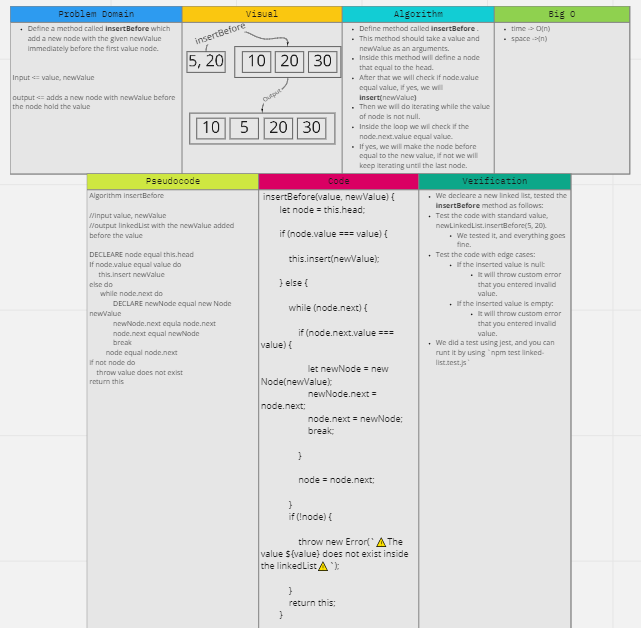 Problem Domain
Define a method called insertBefore which
add a new node with the given newValue
immediately before the first value node.
Input <= value, newValue
output <= adds a new node with newValue before
the node hold the value
Visual
insertBefore
5, 20
10 20 30
Output
10 5 20 30
Algorithm
Define method called insertBefore .
This method should take a value and
newValue as an arguments.
Inside this method will define a node
that equal to the head.
After that we will check if node.value
equal value, if yes, we will
insert(newValue)
Then we will do iterating while the value
of node is not null.
Inside the loop we wil check if the
node.next.value equal value.
If yes, we will make the node before
equal to the new value, if not we will
keep iterating until the last node.
Big O
time -> O(n)
space ->(n)
Pseudocode
Algorithm insertBefore
//input value, newValue
//output linkedList with the newValue added
before the value
DECLEARE node equal this.head
If node.value equal value do
this.insert newValue
else do
while node.next do
DECLARE newNode equal new Node
newValue
newNode.next equla node.next
node.next equal newNode
break
node equal node.next
if not node do
throw value does not exist
return this
Code
insertBefore(value, newValue) {
let node = this.head;
if (node.value === value) {
this.insert(newValue);
} else {
while (node.next) {
if (node.next.value ===
value) {
let newNode = new
Node(newValue);
newNode.next =
node.next;
node.next = newNode;
break;
}
node = node.next;
}
if (!node) {
throw new Error(`⚠The
value ${value} does not exist inside
the linkedList⚠`);
}
return this;
}
Verification
We decleare a new linked list, tested the
insertBefore method as follows:
Test the code with standard value,
newLinkedList.insertBefore(5, 20).
We tested it, and everything goes
fine.
Test the code with edge cases:
If the inserted value is null:
It will throw custom error
that you entered invalid
value.
If the inserted value is empty:
It will throw custom error
that you entered invalid
value.
We did a test using jest, and you can
runt it by using `npm test linked-
list.test.js`